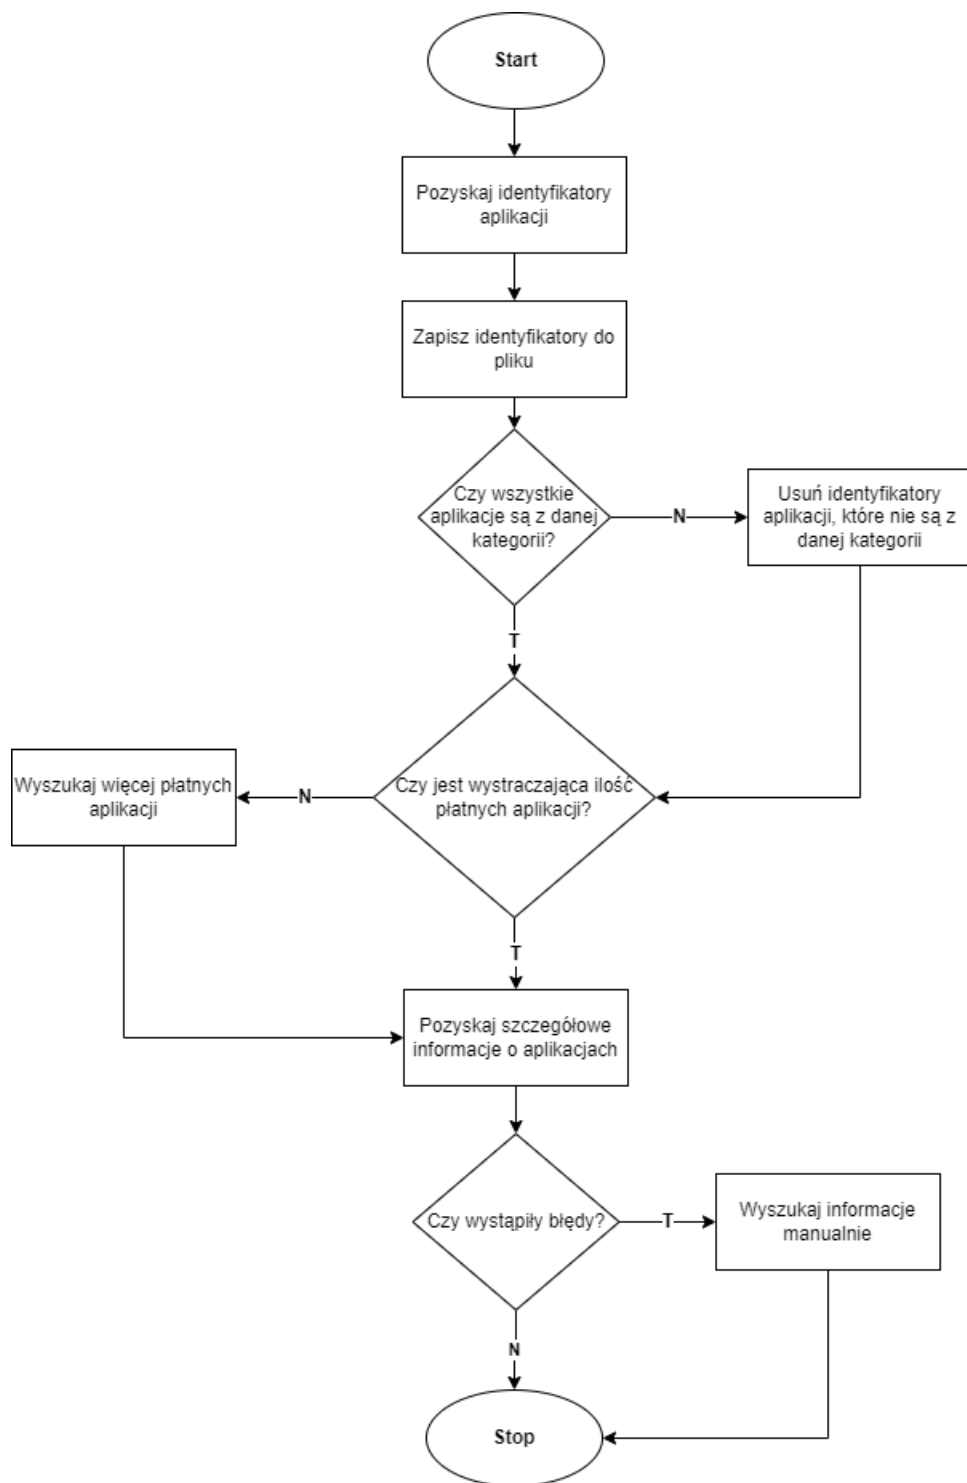 Start
Pozyskaj identyfikatory
aplikacji
Zapisz identyfikatory do
pliku
Czy wszystkie
aplikacje są z danej
kategorii?
N
Usuń identyfikatory
aplikacji, które nie są z
danej kategorii
T
Czy jest wystraczająca ilość
płatnych aplikacji?
N
Wyszukaj więcej płatnych
aplikacji
T
Pozyskaj szczegółowe
informacje o aplikacjach
Czy wystąpiły błędy?
T
Wyszukaj informacje
manualnie
N
Stop